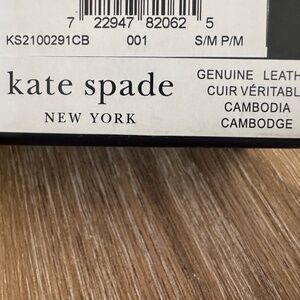 7 22947 82062 5
KS2100291CB 001 S/M P/M
kate spade
NEW YORK
GENUINE LEATH
CUIR VÉRITABL
CAMBODIA
CAMBODGE